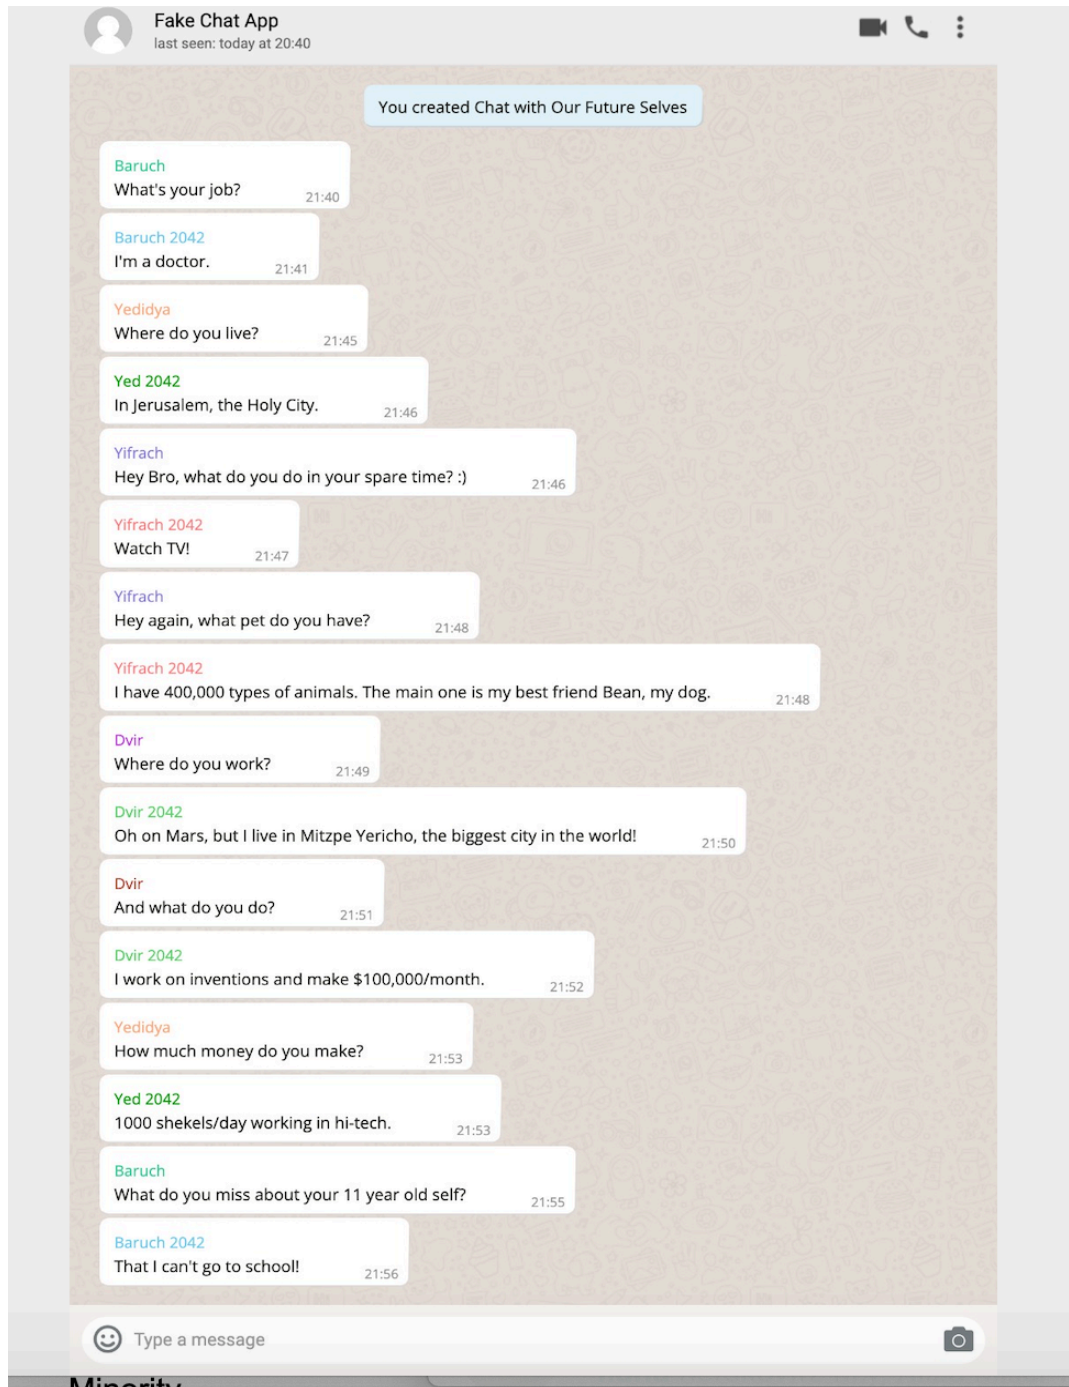 Fake Chat App
last seen: today at 20:40
You created Chat with Our Future Selves
Baruch
What's your job?
21:40
Baruch 2042
I'm a doctor.
21:41
Yedidya
Where do you live?
21:45
Yed 2042
In Jerusalem, the Holy City.
21:46
Yifrach
Hey Bro, what do you do in your spare time? :)
21:46
Yifrach 2042
Watch TV!
21:47
Yifrach
Hey again, what pet do you have?
21:48
Yifrach 2042
I have 400,000 types of animals. The main one is my best friend Bean, my dog.
21:48
Dvir
Where do you work?
21:49
Dvir 2042
Oh on Mars, but I live in Mitzpe Yericho, the biggest city in the world!
21:50
Dvir
And what do you do?
21:51
Dvir 2042
I work on inventions and make $100,000/month.
21:52
Yedidya
How much money do you make?
21:53
Yed 2042
1000 shekels/day working in hi-tech.
21:53
Baruch
What do you miss about your 11 year old self?
21:55
Baruch 2042
That I can't go to school!
21:56
Type a message